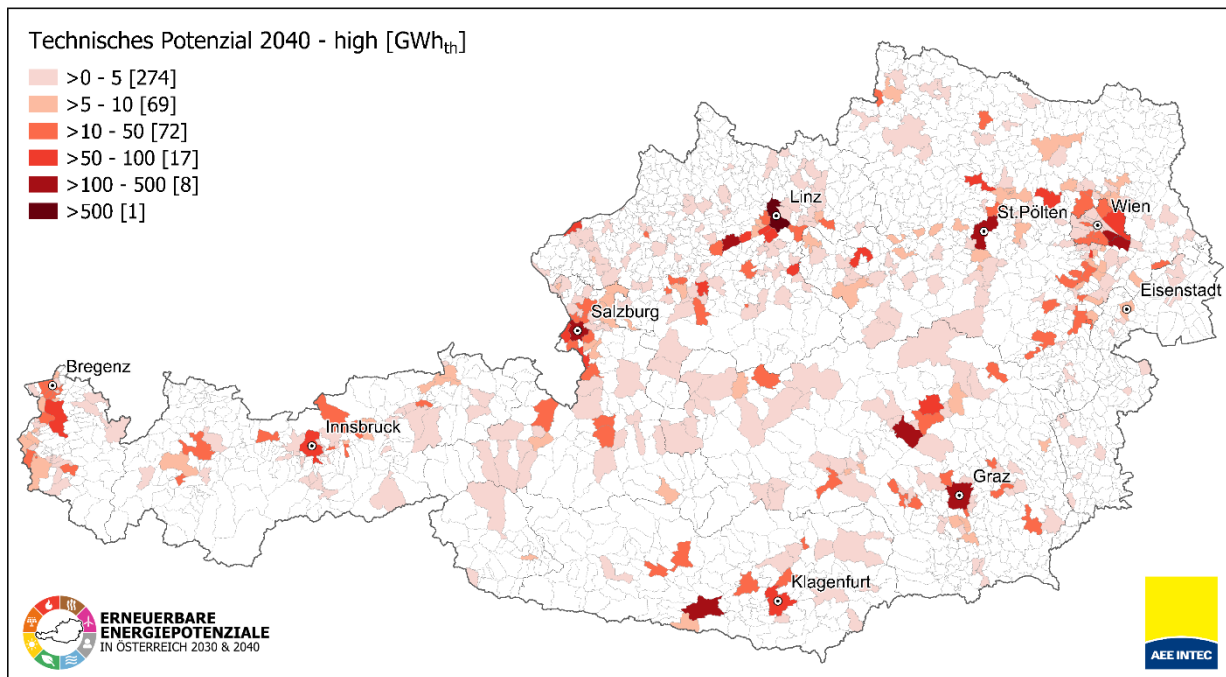 Technisches Potenzial 2040 - high [GWhth]
>0 - 5 [274]
>5 - 10 [69]
>10 - 50 [72]
>50 - 100 [17]
>100 - 500 [8]
>500 [1]
Linz
St.Pölten
Wien
Eisenstadt
Salzburg
Bregenz
Innsbruck
Graz
Klagenfurt
ERNEUERBARE
ENERGIEPOTENZIALE
IN ÖSTERREICH 2030 & 2040
AEE INTEC